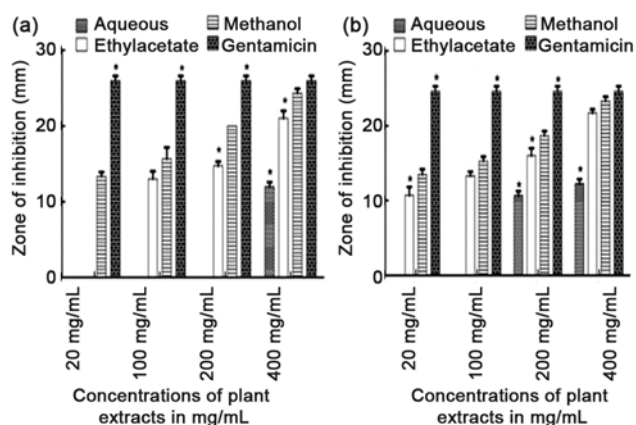 (a)
Aqueous Methanol
Ethylacetate Gentamicin
Zone of inhibition (mm)
30
20
10
0
* * * * *
*
20 mg/mL
100 mg/mL
200 mg/mL
400 mg/mL
Concentrations of plant
extracts in mg/mL
(b)
Aqueous Methanol
Ethylacetate Gentamicin
Zone of inhibition (mm)
30
20
10
0
* * * *
* * *
20 mg/mL
100 mg/mL
200 mg/mL
400 mg/mL
Concentrations of plant
extracts in mg/mL